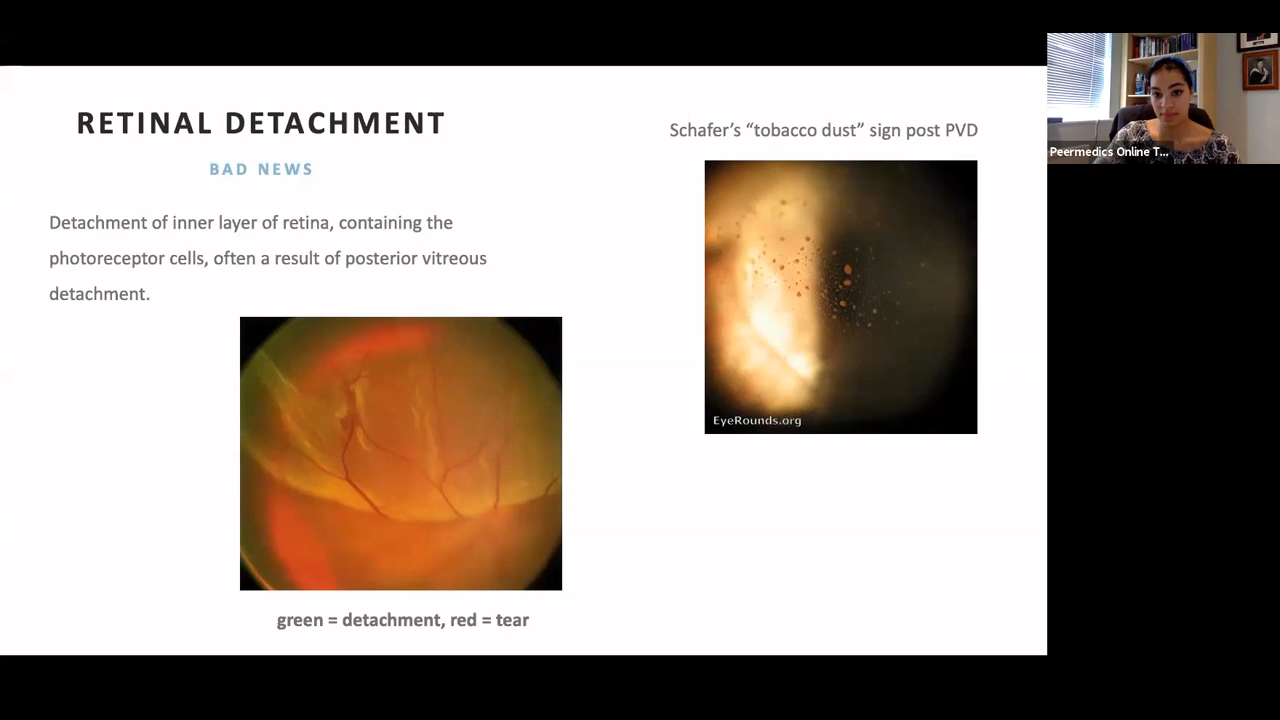 RETINAL DETACHMENT
BAD NEWS
Detachment of inner layer of retina, containing the
photoreceptor cells, often a result of posterior vitreous
detachment.
green = detachment, red = tear
Schafer’s “tobacco dust” sign post PVD
EyeRounds.org
Peermedics Online T...